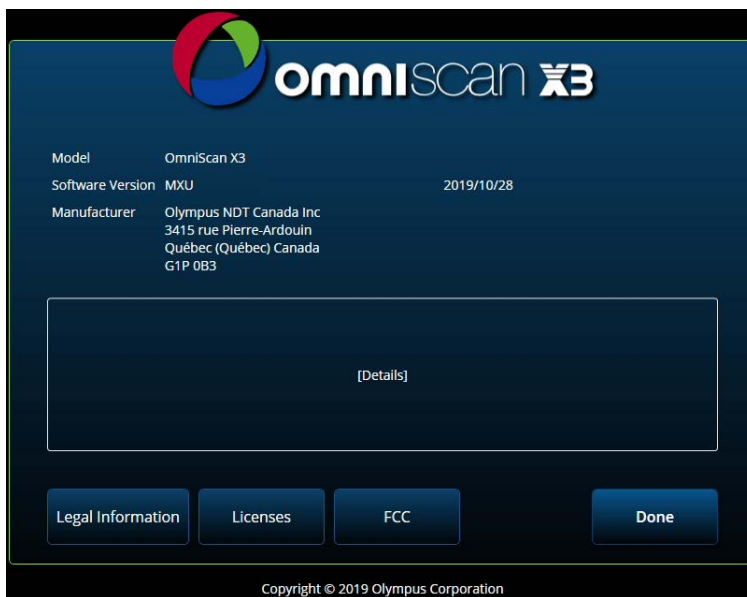 omniscan X3
Model OmniScan X3
Software Version MXU 2019/10/28
Manufacturer Olympus NDT Canada Inc
3415 rue Pierre-Ardouin
Québec (Québec) Canada
G1P 0B3
[Details]
Legal Information Licenses FCC Done
Copyright © 2019 Olympus Corporation